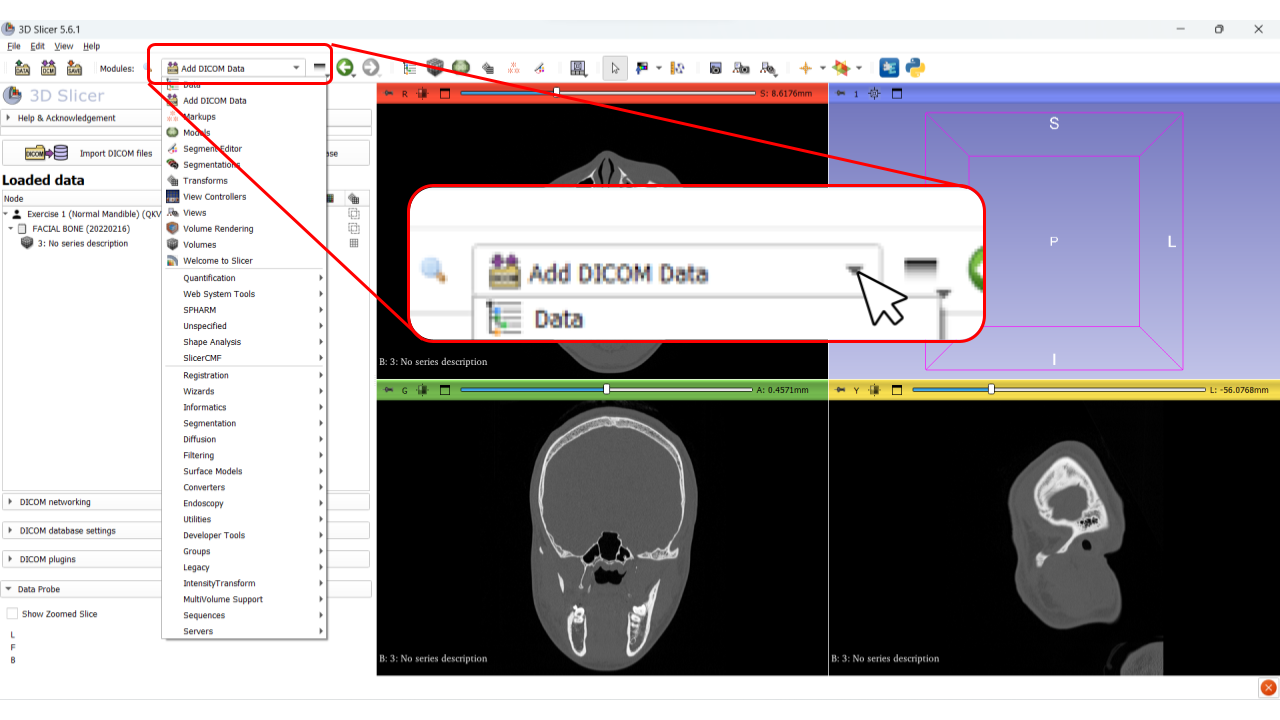 3D Slicer 5.6.1
File Edit View Help
DATA DCM SAVE Modules: Add DICOM Data
3D Slicer
Help & Acknowledgement
DICOM Import DICOM files
Loaded data
Node
Exercise 1 (Normal Mandible) (QKV
FACIAL BONE (20220216)
3: No series description
DICOM networking
DICOM database settings
DICOM plugins
Data Probe
Show Zoomed Slice
L
F
B
Data
Add DICOM Data
Markups
Models
Segment Editor
Segmentations
Transforms
View Controllers
Views
Volume Rendering
Volumes
Welcome to Slicer
Quantification
Web System Tools
SPHARM
Unspecified
Shape Analysis
SlicerCMF
Registration
Wizards
Informatics
Segmentation
Diffusion
Filtering
Surface Models
Converters
Endoscopy
Utilities
Developer Tools
Groups
Legacy
IntensityTransform
MultiVolume Support
Sequences
Servers
R S: 8.6176mm
B: 3: No series description
1
S
P
L
I
Add DICOM Data
Data
G A: 0.4571mm
B: 3: No series description
Y L: -56.0768mm
B: 3: No series description